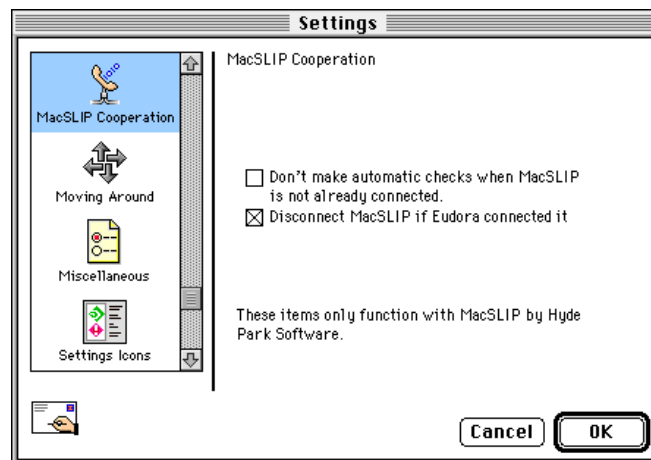 Settings
MacSLIP Cooperation
Moving Around
Miscellaneous
Settings Icons
MacSLIP Cooperation
Don't make automatic checks when MacSLIP
is not already connected.
Disconnect MacSLIP if Eudora connected it
These items only function with MacSLIP by Hyde
Park Software.
Cancel
OK